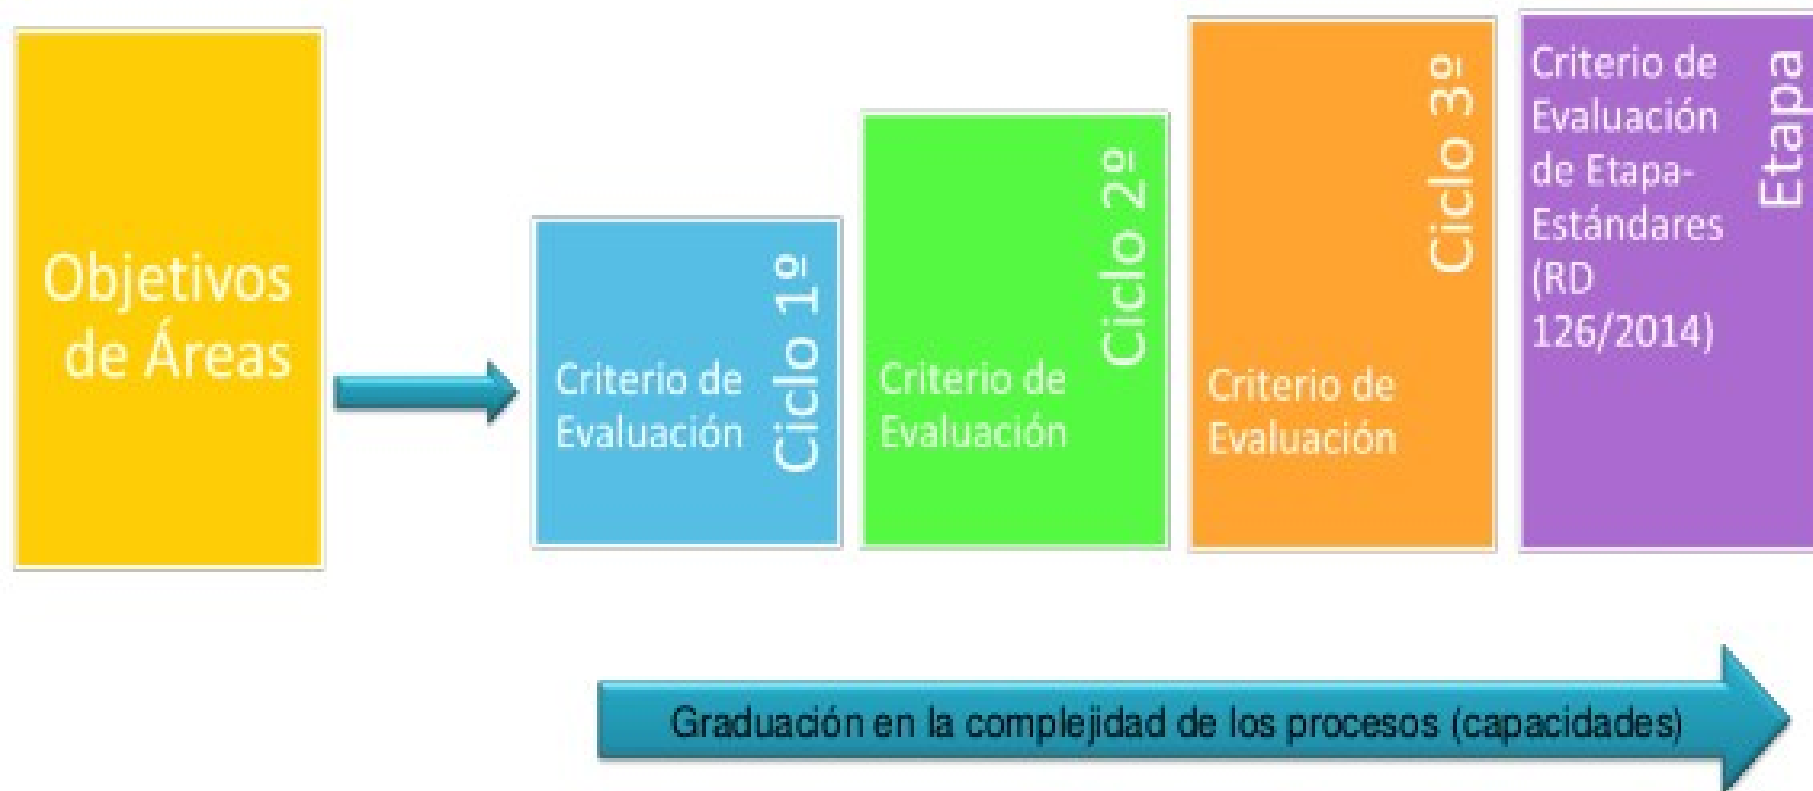 Objetivos
de Áreas
Criterio de
Evaluación
Ciclo 1º
Criterio de
Evaluación
Ciclo 2º
Criterio de
Evaluación
Ciclo 3º
Criterio de
Evaluación
de Etapa-
Estándares
(RD
126/2014)
Etapa
Graduación en la complejidad de los procesos (capacidades)